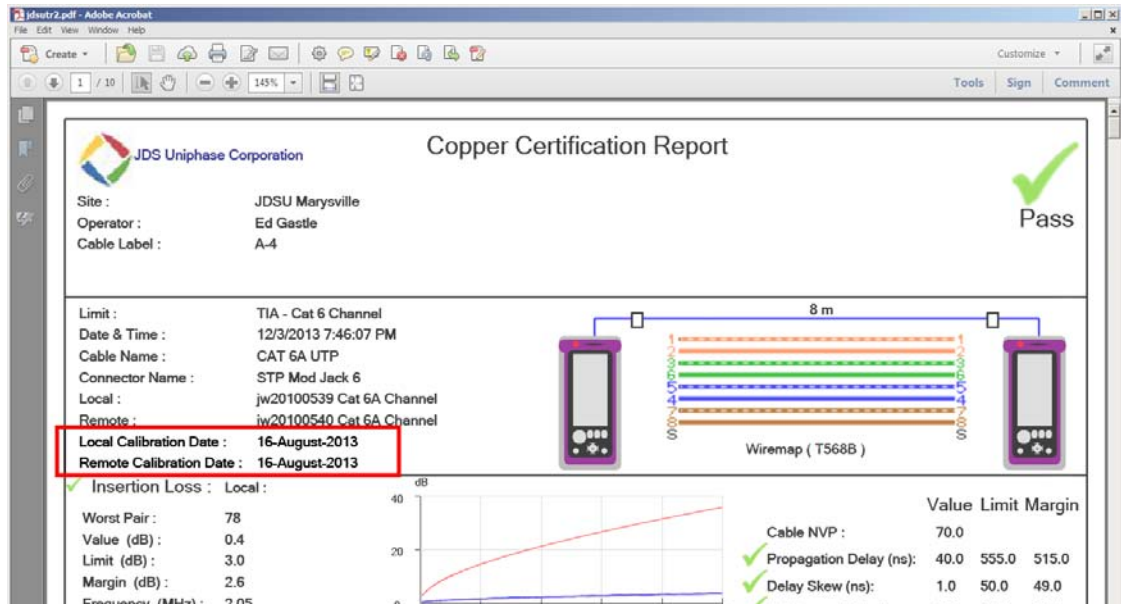 jdsutr2.pdf - Adobe Acrobat
File Edit View Window Help
Create
Customize
1 / 10
145%
Tools Sign Comment
JDS Uniphase Corporation
Copper Certification Report
Pass
Site : JDSU Marysville
Operator : Ed Gastle
Cable Label : A-4
Limit : TIA - Cat 6 Channel
Date & Time : 12/3/2013 7:46:07 PM
Cable Name : CAT 6A UTP
Connector Name : STP Mod Jack 6
Local : jw20100539 Cat 6A Channel
Remote : jw20100540 Cat 6A Channel
Local Calibration Date : 16-August-2013
Remote Calibration Date : 16-August-2013
8 m
1 1
2 2
3 3
6 6
5 5
4 4
7 7
8 8
S S
Wiremap ( T568B )
Insertion Loss : Local :
Worst Pair : 78
Value (dB) : 0.4
Limit (dB) : 3.0
Margin (dB) : 2.6
Frequency (MHz) : 2.05
dB
40
20
0
Value Limit Margin
Cable NVP : 70.0
Propagation Delay (ns): 40.0 555.0 515.0
Delay Skew (ns): 1.0 50.0 49.0